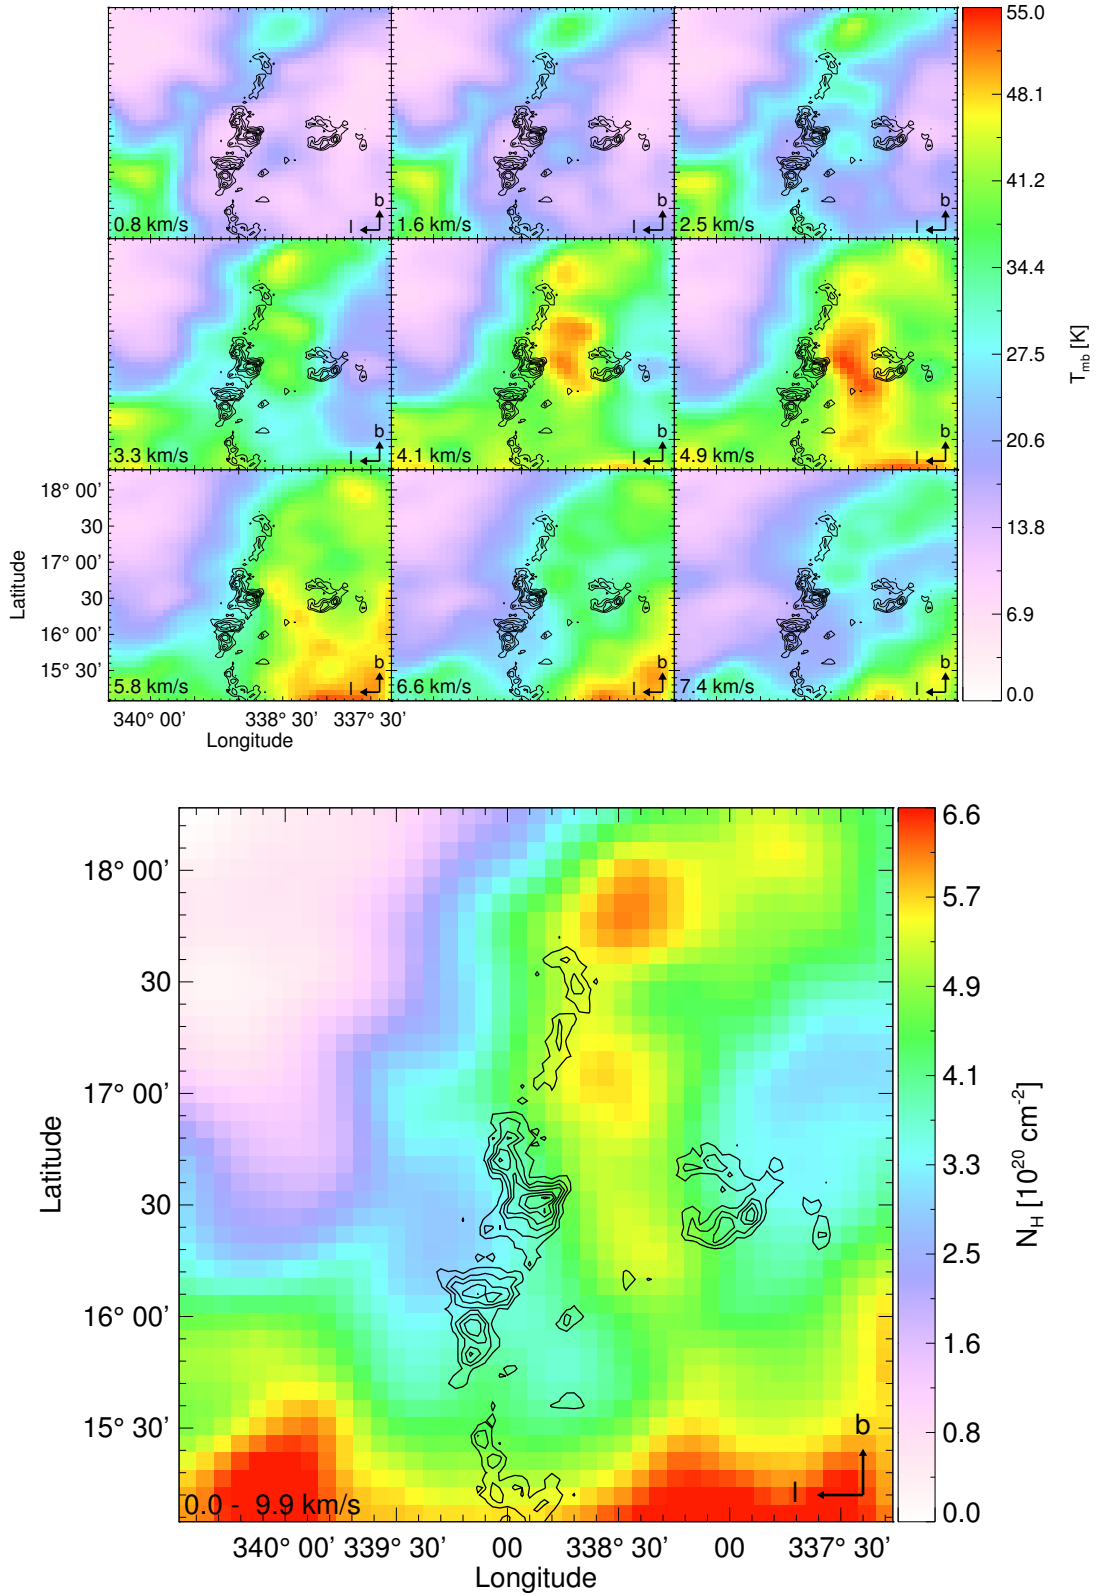 55.0
48.1
41.2
34.4
27.5
20.6
13.8
6.9
0.0
T_mb [K]
0.8 km/s
b
l
1.6 km/s
b
l
2.5 km/s
b
l
3.3 km/s
b
l
4.1 km/s
b
l
4.9 km/s
b
l
18° 00'
30
17° 00'
30
16° 00'
15° 30'
Latitude
5.8 km/s
b
l
6.6 km/s
b
l
7.4 km/s
b
l
340° 00' 338° 30' 337° 30'
Longitude
18° 00'
30
17° 00'
30
16° 00'
15° 30'
Latitude
0.0 - 9.9 km/s
b
l
6.6
5.7
4.9
4.1
3.3
2.5
1.6
0.8
0.0
N_H [10^20 cm^-2]
340° 00' 339° 30' 00 338° 30' 00 337° 30'
Longitude